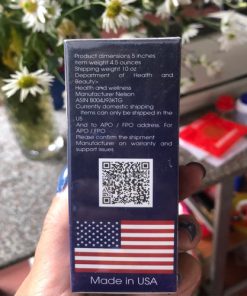 Product dimensions 5 inches
item weight 4.5 ounces
Shipping weight 10 oz
Department of Health and
Beauty>
Health and wellness
Manufacturer Nelson
ASIN B004J93KTG
Currently domestic shipping
Items can only be shipped in the
US
And to APO / FPO address. For
APO / FPO
Please confirm the shipment
Manufacturer on warranty and
support issues
Made in USA